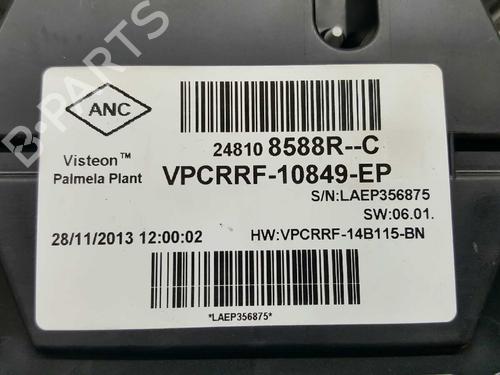 B-PARTS
ANC
24810 8588R--C
Visteon™
Palmela Plant
VPCRRF-10849-EP
S/N:LAEP356875
SW:06.01.
28/11/2013 12:00:02
HW:VPCRRF-14B115-BN
*LAEP356875*